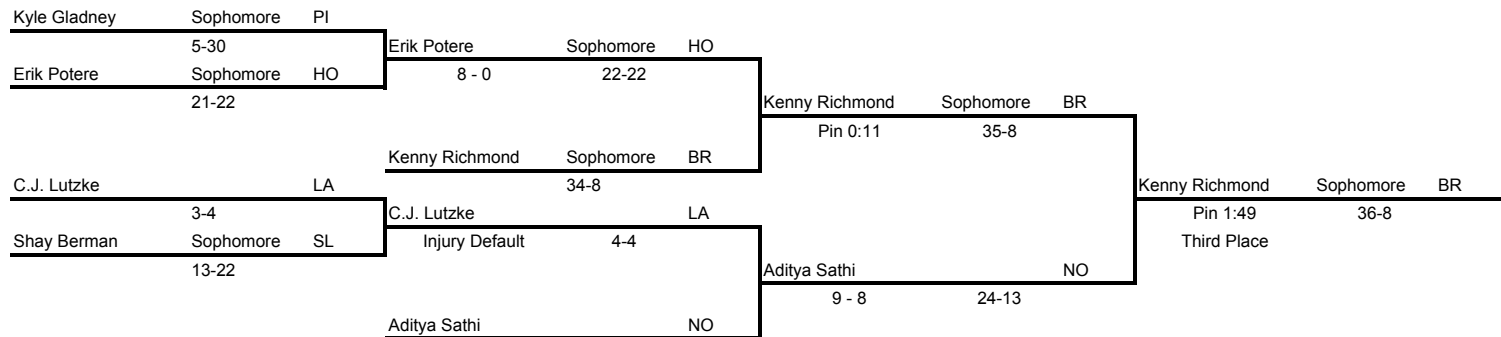 Kyle Gladney Sophomore PI
5-30
Erik Potere Sophomore HO
8 - 0 22-22
Erik Potere Sophomore HO
21-22
Kenny Richmond Sophomore BR
Pin 0:11 35-8
Kenny Richmond Sophomore BR
34-8
C.J. Lutzke LA
3-4
Kenny Richmond Sophomore BR
Pin 1:49 36-8
Third Place
C.J. Lutzke LA
Injury Default 4-4
Shay Berman Sophomore SL
13-22
Aditya Sathi NO
9 - 8 24-13
Aditya Sathi NO